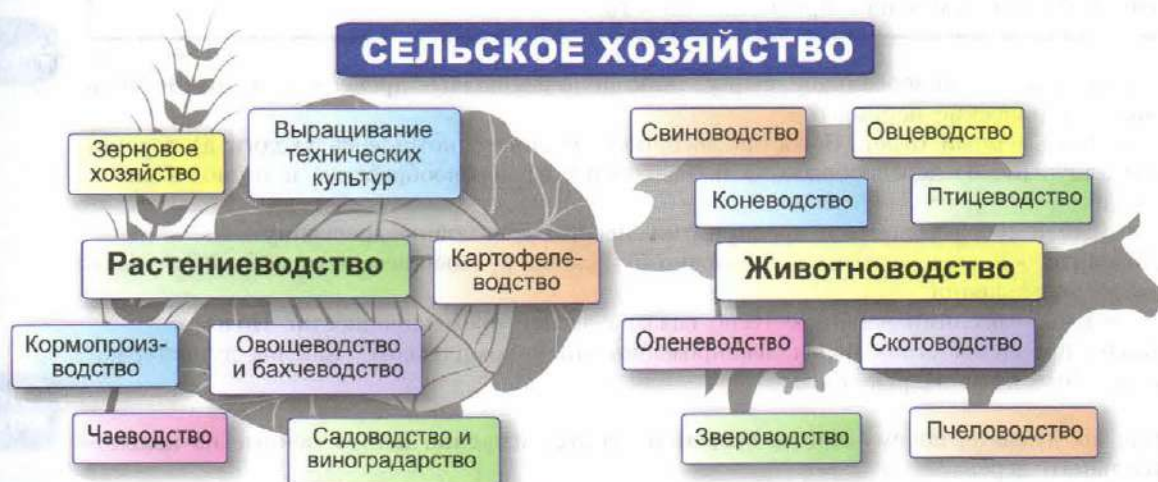 СЕЛЬСКОЕ ХОЗЯЙСТВО
Зерновое
хозяйство
Выращивание
технических
культур
Растениеводство
Картофеле-
водство
Кормопроиз-
водство
Овощеводство
и бахчеводство
Чаеводство
Садоводство и
виноградарство
Свиноводство
Овцеводство
Коневодство
Птицеводство
Животноводство
Оленеводство
Скотоводство
Звероводство
Пчеловодство